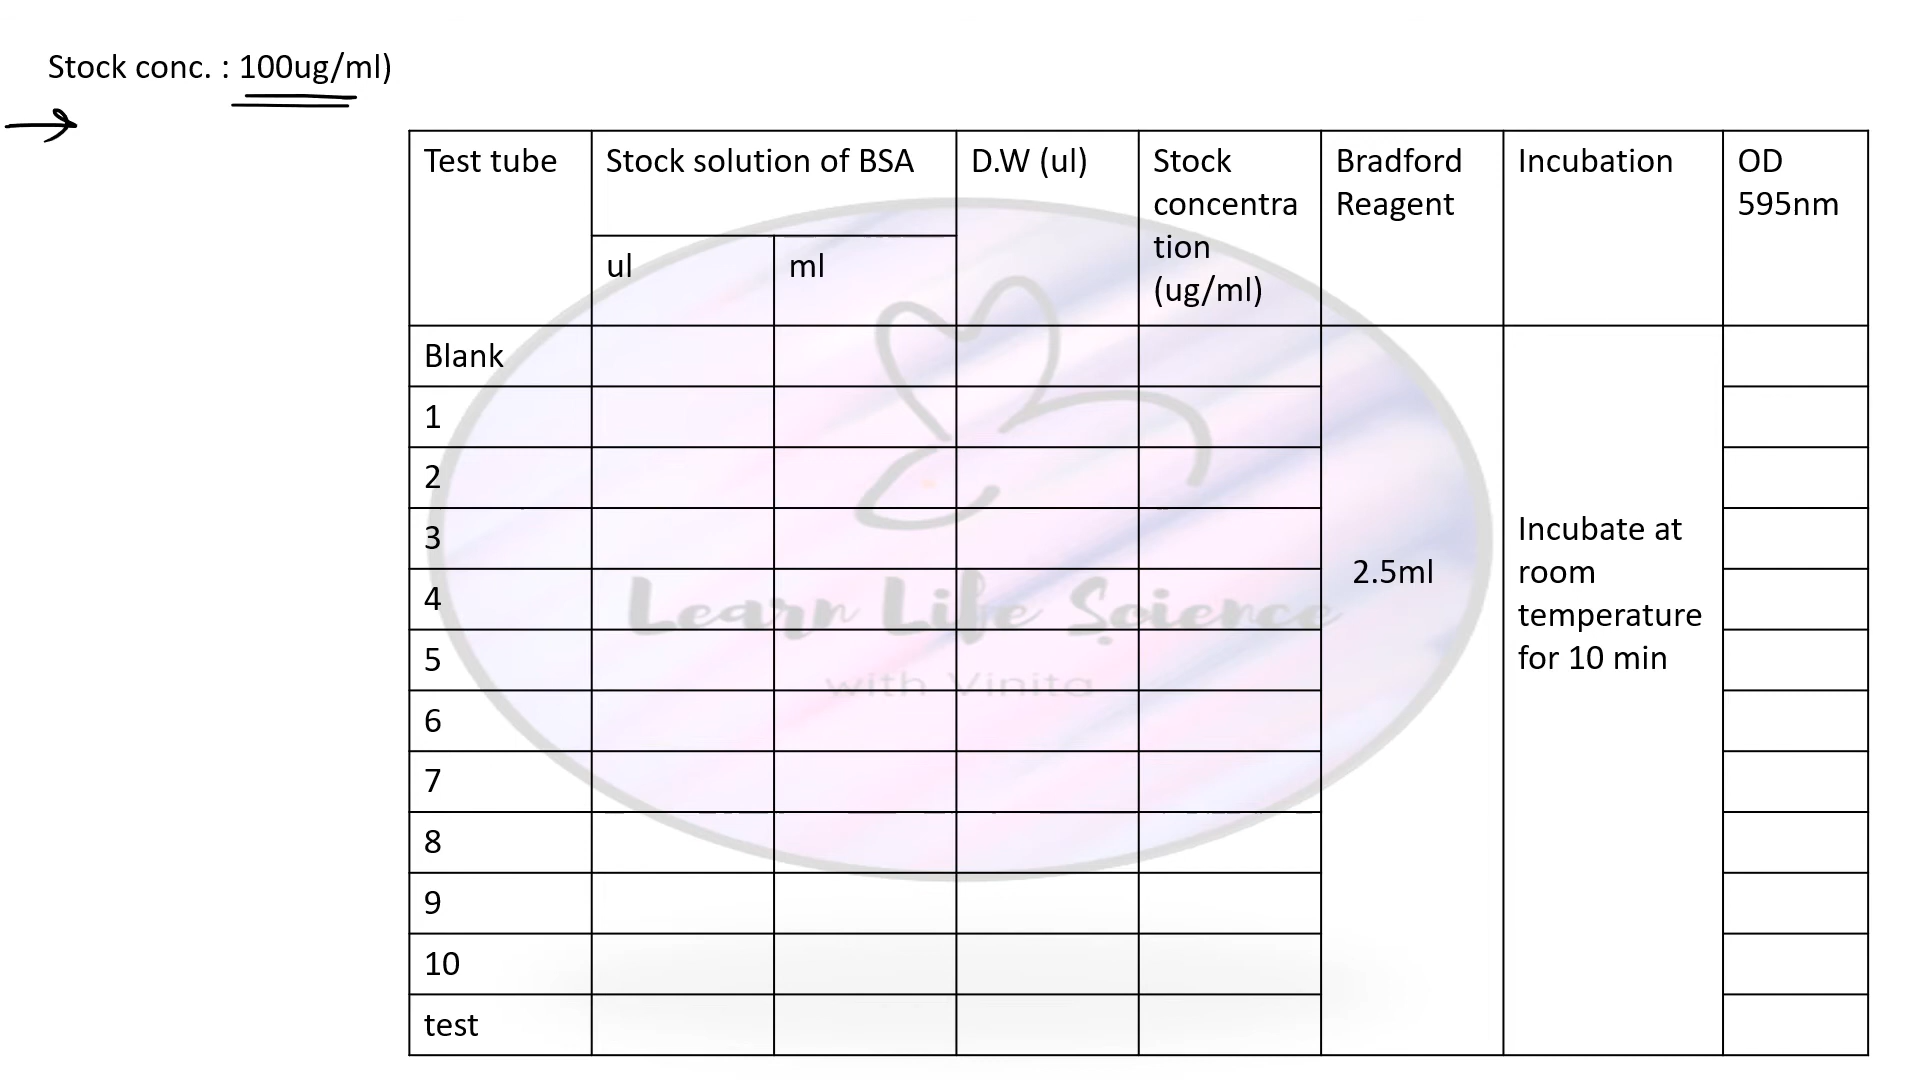 Stock conc. : 100ug/ml)
Test tube
Stock solution of BSA
D.W (ul)
Stock
concentra
tion
(ug/ml)
Bradford
Reagent
Incubation
OD
595nm
ul
ml
Blank
1
2
3
4
5
6
7
8
9
10
test
2.5ml
Incubate at
room
temperature
for 10 min
Learn Life Science
with Vinita